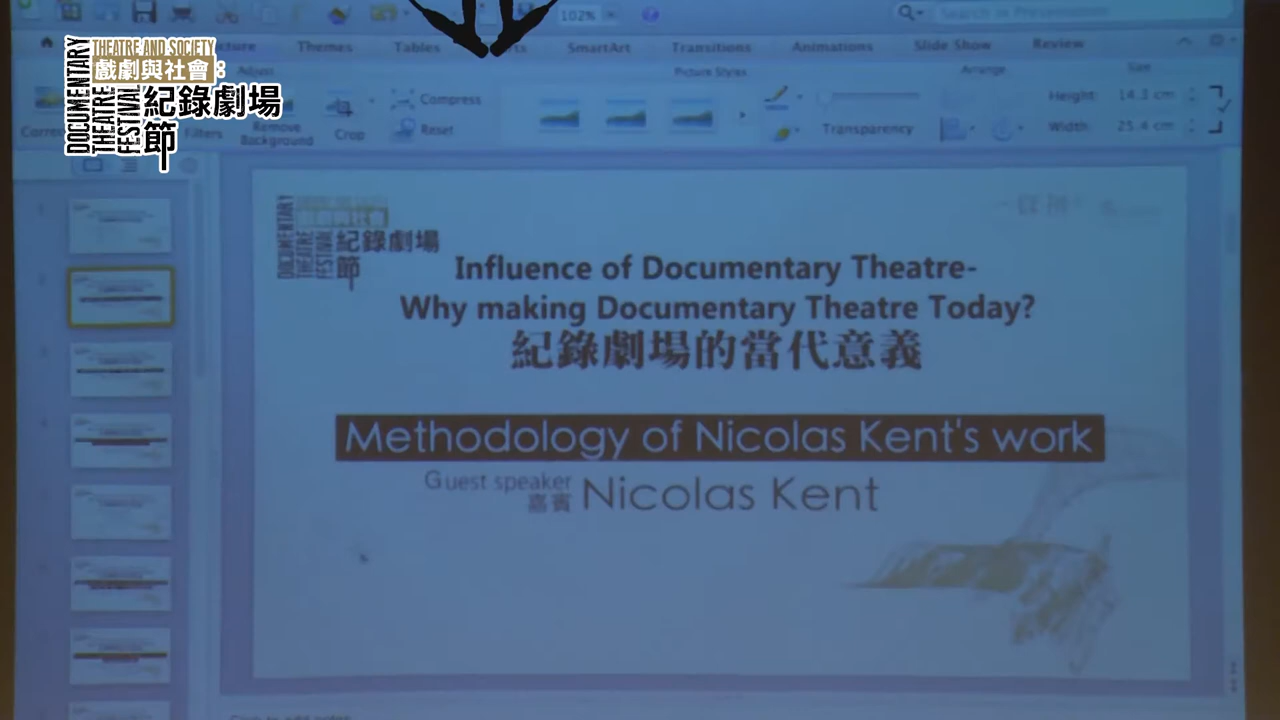 102%
Search in Presentation
Themes
Tables
SmartArt
Transitions
Animations
Slide Show
Review
Adjust
Picture Styles
Arrange
Size
Compress
Reset
Filters
Remove
Background
Crop
Transparency
Height: 14.3 cm
Width: 25.4 cm
DOCUMENTARY
THEATRE
FESTIVAL
THEATRE AND SOCIETY
戲劇與社會:
紀錄劇場
節
DOCUMENTARY
THEATRE
FESTIVAL
紀錄劇場
節
Influence of Documentary Theatre-
Why making Documentary Theatre Today?
紀錄劇場的當代意義
Methodology of Nicolas Kent's work
Guest speaker
嘉賓
Nicolas Kent